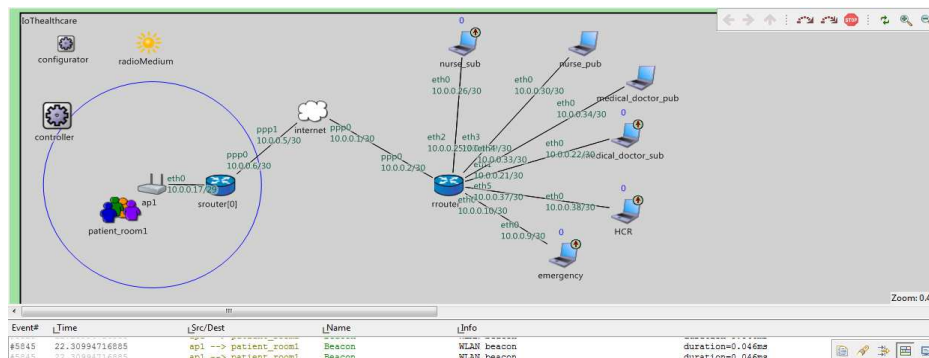 IoThealthcare
configurator
radioMedium
controller
ap1
patient_room1
eth0
10.0.0.17/29
srouter[0]
ppp0
10.0.0.6/30
ppp1
10.0.0.5/30
internet
ppp0
10.0.0.1/30
ppp0
10.0.0.2/30
rrouter
0
nurse_sub
eth0
10.0.0.26/30
nurse_pub
eth0
10.0.0.30/30
medical_doctor_pub
eth0
10.0.0.34/30
0
eth0
10.0.0.22/30
eth2
eth3
10.0.0.33/30
10.0.0.21/30
eth5
10.0.0.37/30
10.0.0.10/30
0
eth0
10.0.0.38/30
HCR
eth0
10.0.0.9/30
0
emergency
STOP
Zoom: 0.4
Event# Time Src/Dest Name Info
#5845 22.30994716885 ap1 --> patient_room1 Beacon WLAN beacon duration=0.046ms